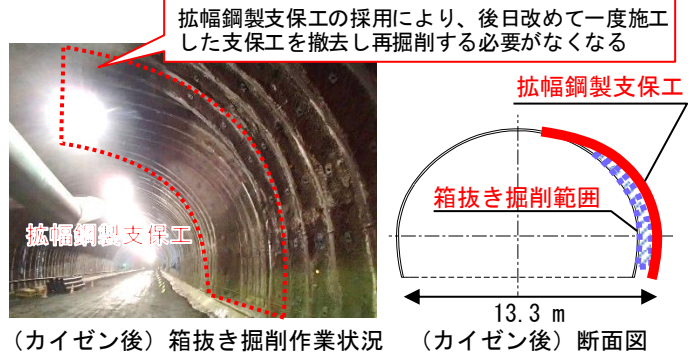 拡幅鋼製支保工の採用により、後日改めて一度施工
した支保工を撤去し再掘削する必要がなくなる
拡幅鋼製支保工
箱抜き掘削範囲
拡幅鋼製支保工
13.3 m
(カイゼン後)箱抜き掘削作業状況
(カイゼン後)断面図